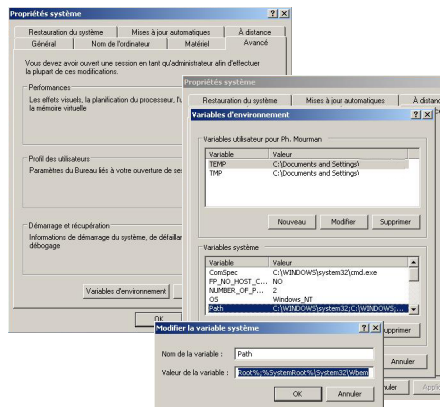 Propriétés système
Restauration du système
Mises à jour automatiques
À distance
Général
Nom de l'ordinateur
Matériel
Avancé
Vous devez avoir ouvert une session en tant qu'administrateur afin d'effectuer
la plupart de ces modifications.
Performances
Les effets visuels, la planification du processeur, l'u
la mémoire virtuelle
Profil des utilisateurs
Paramètres du Bureau liés à votre ouverture de ses
Démarrage et récupération
Informations de démarrage du système, de défaillar
débogage
Variables d'environnement
OK
Propriétés système
Restauration du système
Mises à jour automatiques
À distanc
Variables d'environnement
Variables utilisateur pour Ph. Mourman
Variable
Valeur
TEMP
C:\Documents and Settings\
TMP
C:\Documents and Settings\
Nouveau
Modifier
Supprimer
Variables système
Variable
Valeur
ComSpec
C:\WINDOWS\system32\cmd.exe
FP_NO_HOST_C...
NO
NUMBER_OF_P...
2
OS
Windows_NT
Path
C:\WINDOWS\system32;C:\WINDOWS;...
upprimer
Annuler
nuler
Applic
Modifier la variable système
Nom de la variable :
Path
Valeur de la variable :
Root%;%SystemRoot%\System32\Wbem
OK
Annuler